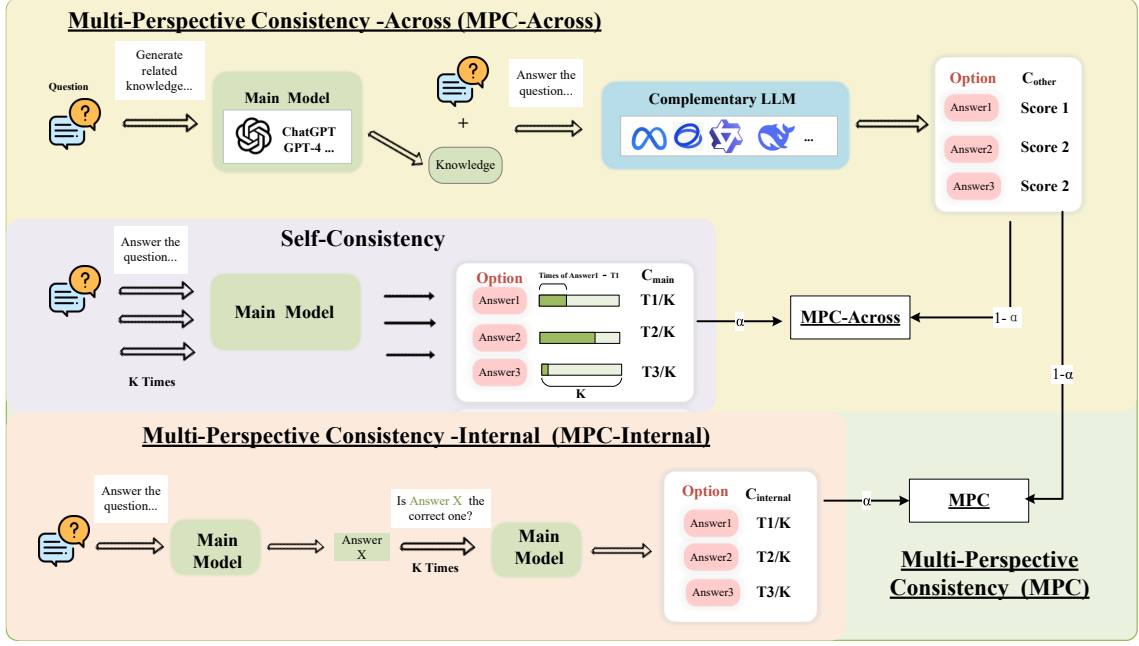 Multi-Perspective Consistency -Across (MPC-Across)
Question
Generate
related
knowledge...
Main Model
ChatGPT
GPT-4 ...
+
Knowledge
Answer the
question...
Complementary LLM
...
Option C_other
Answer1 Score 1
Answer2 Score 2
Answer3 Score 2
Self-Consistency
Answer the
question...
K Times
Main Model
Option Times of Answer1 - T1 C_main
Answer1 T1/K
Answer2 T2/K
Answer3 T3/K
K
α
MPC-Across
1- α
1-α
Multi-Perspective Consistency -Internal (MPC-Internal)
Answer the
question...
Main
Model
Answer
X
Is Answer X the
correct one?
K Times
Main
Model
Option C_internal
Answer1 T1/K
Answer2 T2/K
Answer3 T3/K
α
MPC
Multi-Perspective
Consistency (MPC)